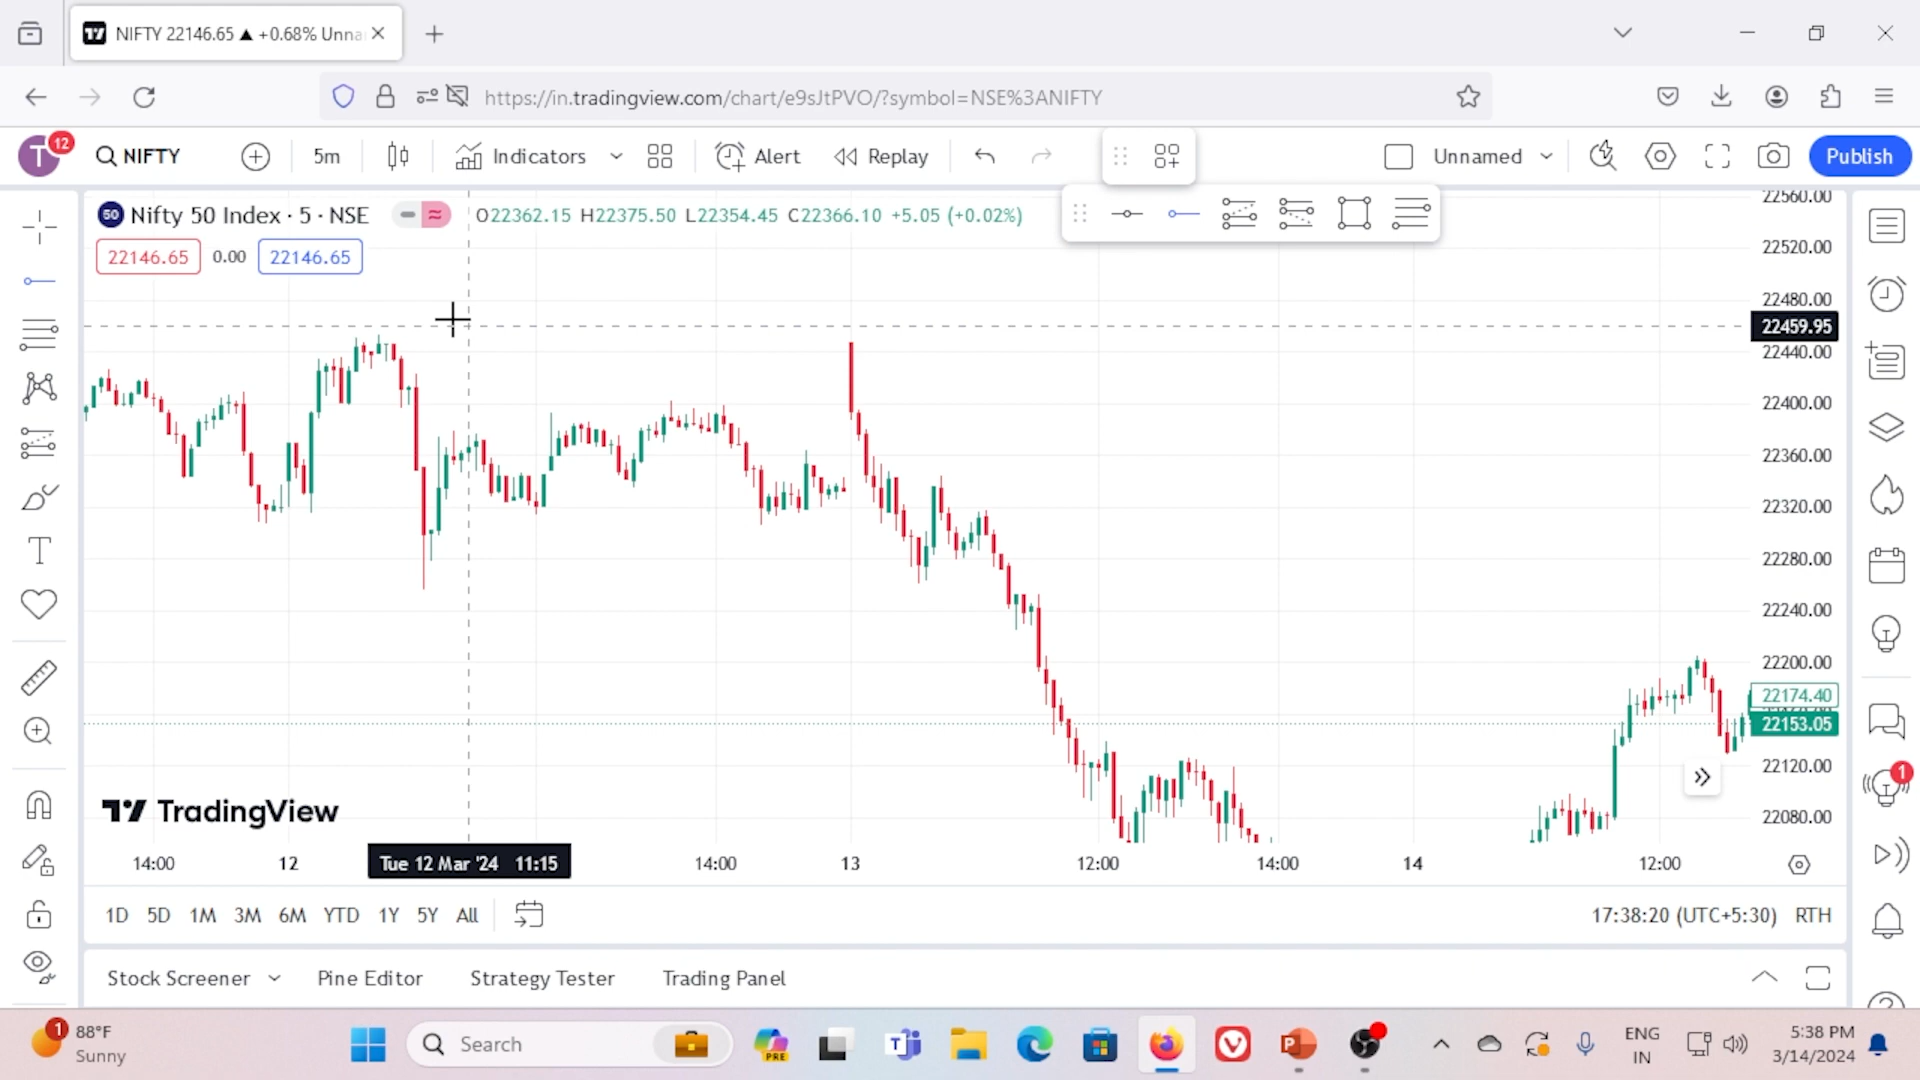 NIFTY 22146.65 ▲ +0.68% Unna
https://in.tradingview.com/chart/e9sJtPVO/?symbol=NSE%3ANIFTY
T 12 NIFTY 5m Indicators Alert Replay Unnamed Publish
50 Nifty 50 Index · 5 · NSE O22362.15 H22375.50 L22354.45 C22366.10 +5.05 (+0.02%)
22146.65 0.00 22146.65
22560.00
22520.00
22480.00
22459.95
22440.00
22400.00
22360.00
22320.00
22280.00
22240.00
22200.00
22174.40
22153.05
22120.00
22080.00
TradingView
14:00 12 Tue 12 Mar '24 11:15 14:00 13 12:00 14:00 14 12:00
1D 5D 1M 3M 6M YTD 1Y 5Y All 17:38:20 (UTC+5:30) RTH
Stock Screener Pine Editor Strategy Tester Trading Panel
1
1
88°F
Sunny
Search
PRE
ENG
IN
5:38 PM
3/14/2024